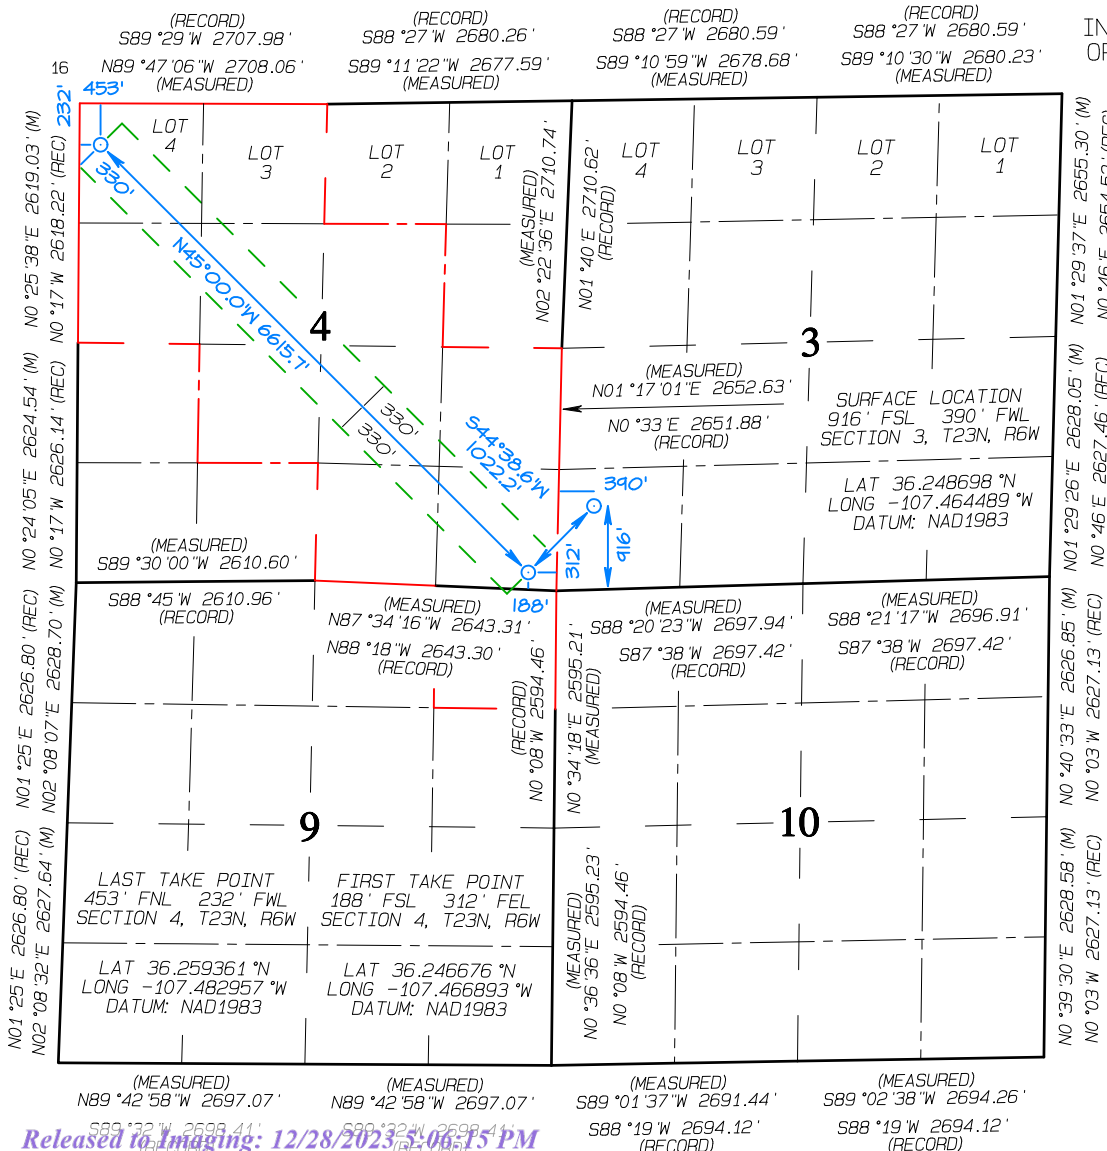 (RECORD)
S89°29'W 2707.98'
N89°47'06"W 2708.06'
(MEASURED)
(RECORD)
S88°27'W 2680.26'
S89°11'22"W 2677.59'
(MEASURED)
(RECORD)
S88°27'W 2680.59'
S89°10'59"W 2678.68'
(MEASURED)
(RECORD)
S88°27'W 2680.59'
S89°10'30"W 2680.23'
(MEASURED)
IN
OF
16
453'
232'
330'
LOT
4
LOT
3
LOT
2
LOT
1
LOT
4
LOT
3
LOT
2
LOT
1
N0°25'38"E 2619.03' (M)
N0°17'W 2618.22' (REC)
(MEASURED)
N02°22'36"E 2710.74'
N01°40'E 2710.62'
(RECORD)
N01°29'37"E 2655.30' (M)
N45°00.0'W 6615.7'
4
3
330'
330'
(MEASURED)
N01°17'01"E 2652.63'
N0°33'E 2651.88'
(RECORD)
SURFACE LOCATION
916' FSL 390' FWL
SECTION 3, T23N, R6W
LAT 36.248698°N
LONG -107.464489°W
DATUM: NAD1983
S44°38.6'W
1022.2'
390'
916'
312'
188'
N0°24'05"E 2624.54' (M)
N0°17'W 2626.14' (REC)
N01°29'26"E 2628.05' (M)
N0°46'E 2627.46' (REC)
(MEASURED)
S89°30'00"W 2610.60'
S88°45'W 2610.96'
(RECORD)
(MEASURED)
N87°34'16"W 2643.31'
N88°18'W 2643.30'
(RECORD)
(MEASURED)
S88°20'23"W 2697.94'
S87°38'W 2697.42'
(RECORD)
(MEASURED)
S88°21'17"W 2696.91'
S87°38'W 2697.42'
(RECORD)
N01°25'E 2626.80' (REC)
N02°08'07"E 2628.70' (M)
(RECORD)
N0°08'W 2594.46'
N0°34'18"E 2595.21'
(MEASURED)
N0°40'33"E 2626.85' (M)
N0°03'W 2627.13' (REC)
9
10
LAST TAKE POINT
453' FNL 232' FWL
SECTION 4, T23N, R6W
LAT 36.259361°N
LONG -107.482957°W
DATUM: NAD1983
FIRST TAKE POINT
188' FSL 312' FEL
SECTION 4, T23N, R6W
LAT 36.246676°N
LONG -107.466893°W
DATUM: NAD1983
N01°25'E 2626.80' (REC)
N02°08'32"E 2627.64' (M)
(MEASURED)
N0°36'36"E 2595.23'
N0°08'W 2594.46'
(RECORD)
N0°39'30"E 2628.58' (M)
N0°03'W 2627.13' (REC)
(MEASURED)
N89°42'58"W 2697.07'
S89°32'W 2698.41'
(RECORD)
(MEASURED)
N89°42'58"W 2697.07'
S89°32'W 2698.41'
(RECORD)
(MEASURED)
S89°01'37"W 2691.44'
S88°19'W 2694.12'
(RECORD)
(MEASURED)
S89°02'38"W 2694.26'
S88°19'W 2694.12'
(RECORD)
Released to Imaging: 12/28/2023 5:06:15 PM